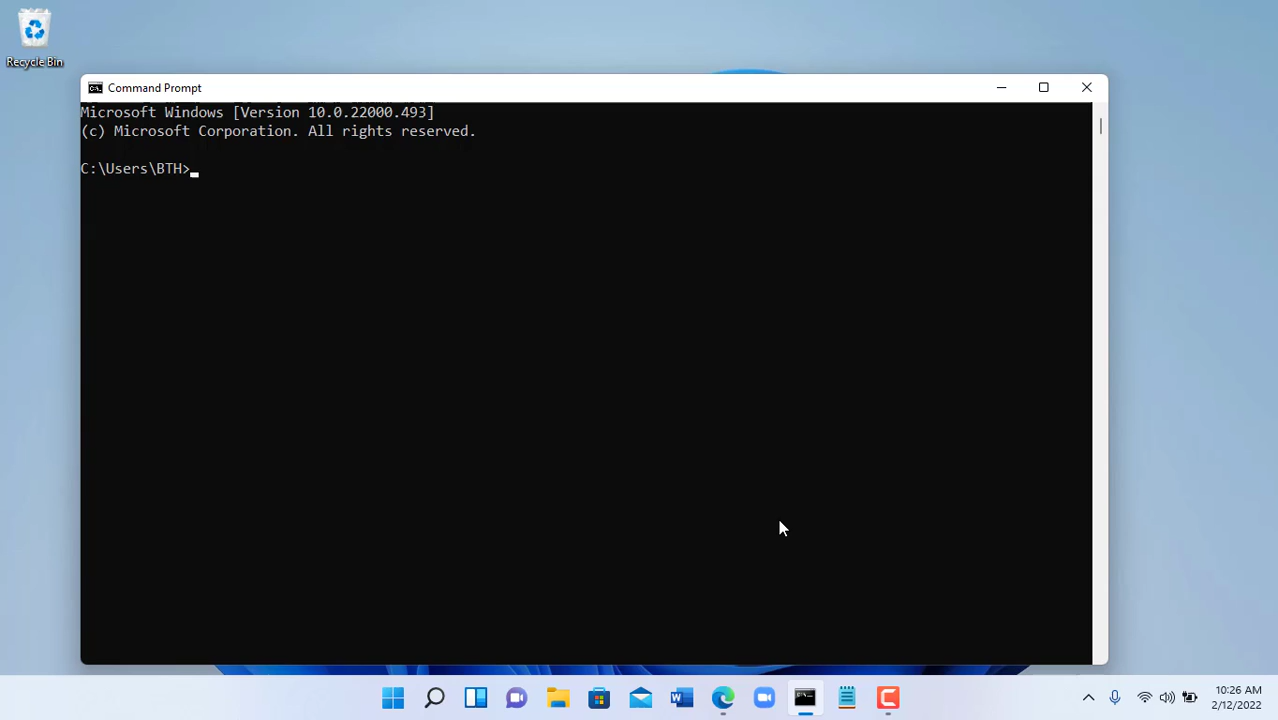 Recycle Bin
Command Prompt
Microsoft Windows [Version 10.0.22000.493]
(c) Microsoft Corporation. All rights reserved.
C:\Users\BTH>
10:26 AM
2/12/2022